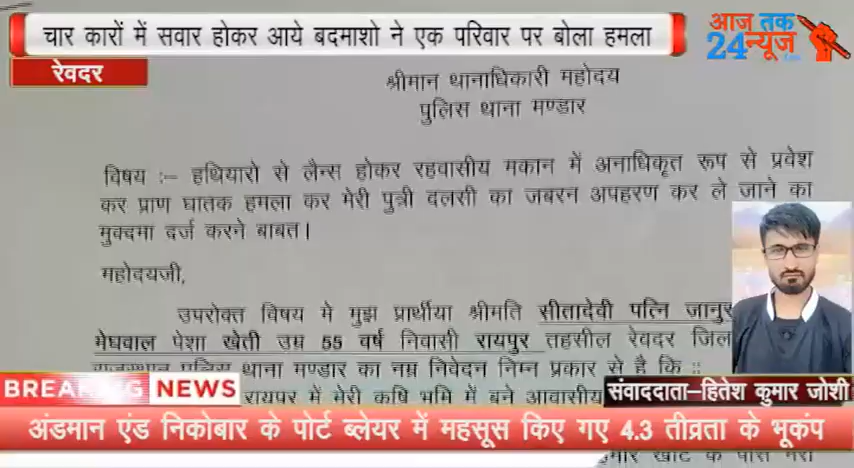 चार कारों में सवार होकर आये बदमाशो ने एक परिवार पर बोला हमला
आज तक
24 न्यूज
रेवदर
श्रीमान थानाधिकारी महोदय
पुलिस थाना मण्डार
विषय :- हथियारो से लैन्स होकर रहवासीय मकान में अनाधिकृत रूप से प्रवेश
कर प्राण घातक हमला कर मेरी पुत्री दलसी का जबरन अपहरण कर ले जाने का
मुक्दमा दर्ज करने बाबत।
महोदयजी,
उपरोक्त विषय मे मुझ प्रार्थीया श्रीमति सीतादेवी पत्नि
मेघवाल पेशा खेती उम्र 55 वर्ष निवासी रायपुर तहसील रेवदर
थाना मण्डार का नम्र निवेदन निम्न प्रकार से है कि :
रायपुर में मेरी कृषि भूमि में बने आवासीय
संवाददाता-हितेश कुमार जोशी
BREAKING NEWS
अंडमान एंड निकोबार के पोर्ट ब्लेयर में महसूस किए गए 4.3 तीव्रता के भूकंप